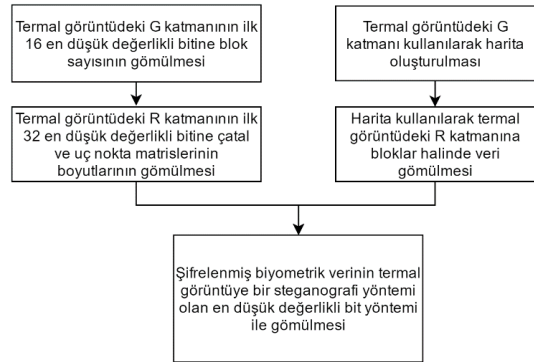 Termal görüntüdeki G katmanının ilk
16 en düşük değerlikli bitine blok
sayısının gömülmesi
Termal görüntüdeki G
katmanı kullanılarak harita
oluşturulması
Termal görüntüdeki R katmanının ilk
32 en düşük değerlikli bitine çatal
ve uç nokta matrislerinin
boyutlarının gömülmesi
Harita kullanılarak termal
görüntüdeki R katmanına
bloklar halinde veri
gömülmesi
Şifrelenmiş biyometrik verinin termal
görüntüye bir steganografi yöntemi
olan en düşük değerlikli bit yöntemi
ile gömülmesi